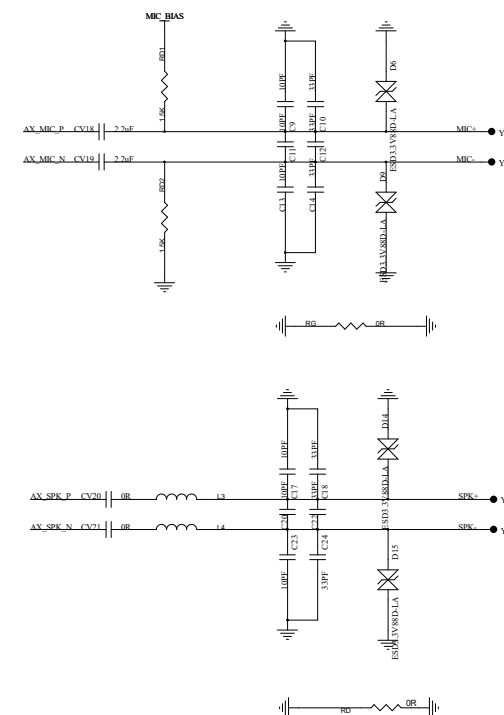 MIC_BIAS
RD1
1.5K
10PF
33PF
D6
C9
C10
AX_MIC_P CV18 2.2uF
10PF
33PF
ESD3.3V88D-LA
MIC+
Y
AX_MIC_N CV19 2.2uF
C11
C12
MIC-
Y
RD2
1.5K
10PF
33PF
D9
C13
C14
ESD3.3V88D-LA
RG
0R
10PF
33PF
D14
C17
C18
ESD3.3V88D-LA
AX_SPK_P CV20 0R
L3
10PF
33PF
SPK+
Y
AX_SPK_N CV21 0R
L4
C22
SPK-
Y
C23
C24
10PF
33PF
D15
ESD3.3V88D-LA
RD
0R